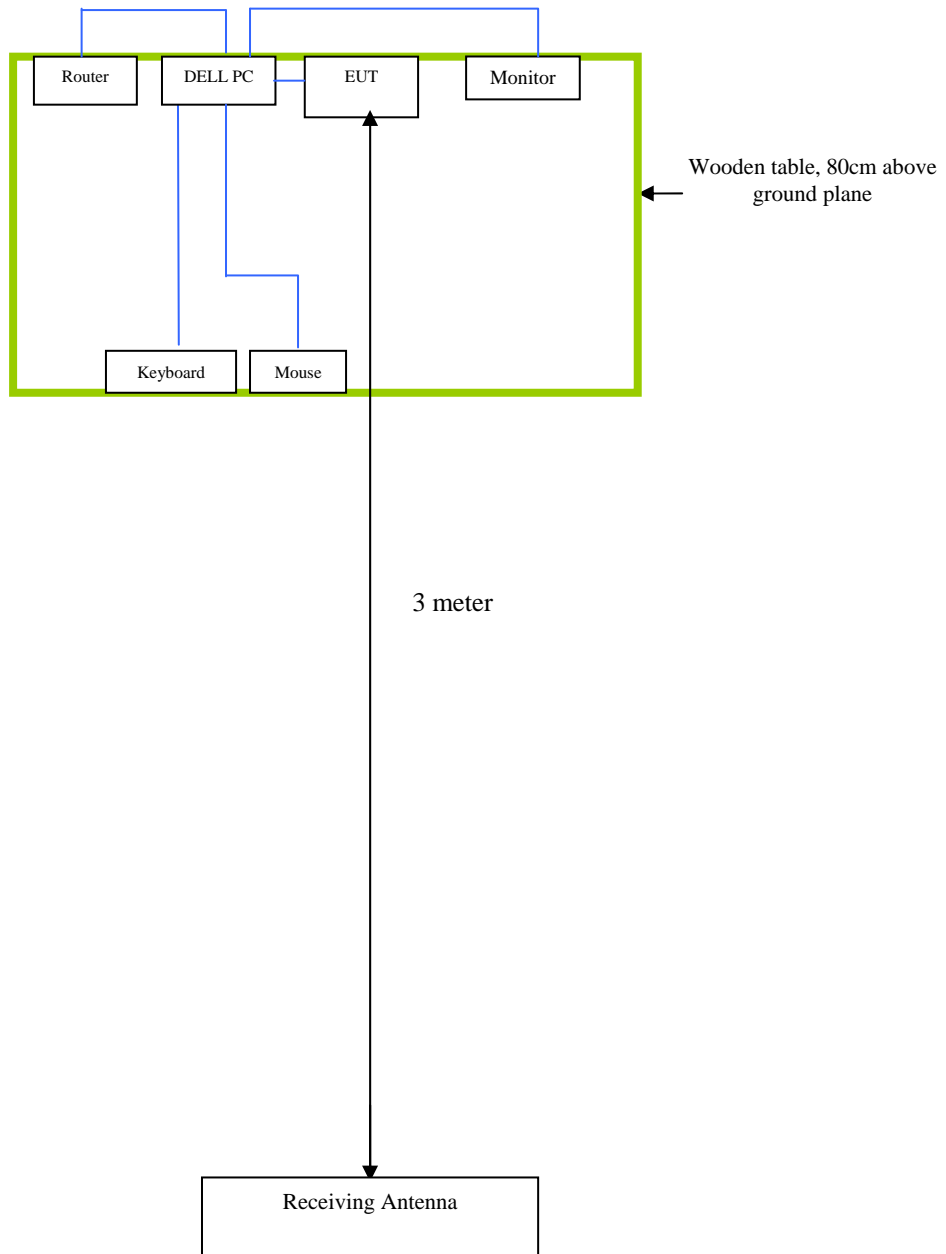 Router
DELL PC
EUT
Monitor
Wooden table, 80cm above
ground plane
Keyboard
Mouse
3 meter
Receiving Antenna